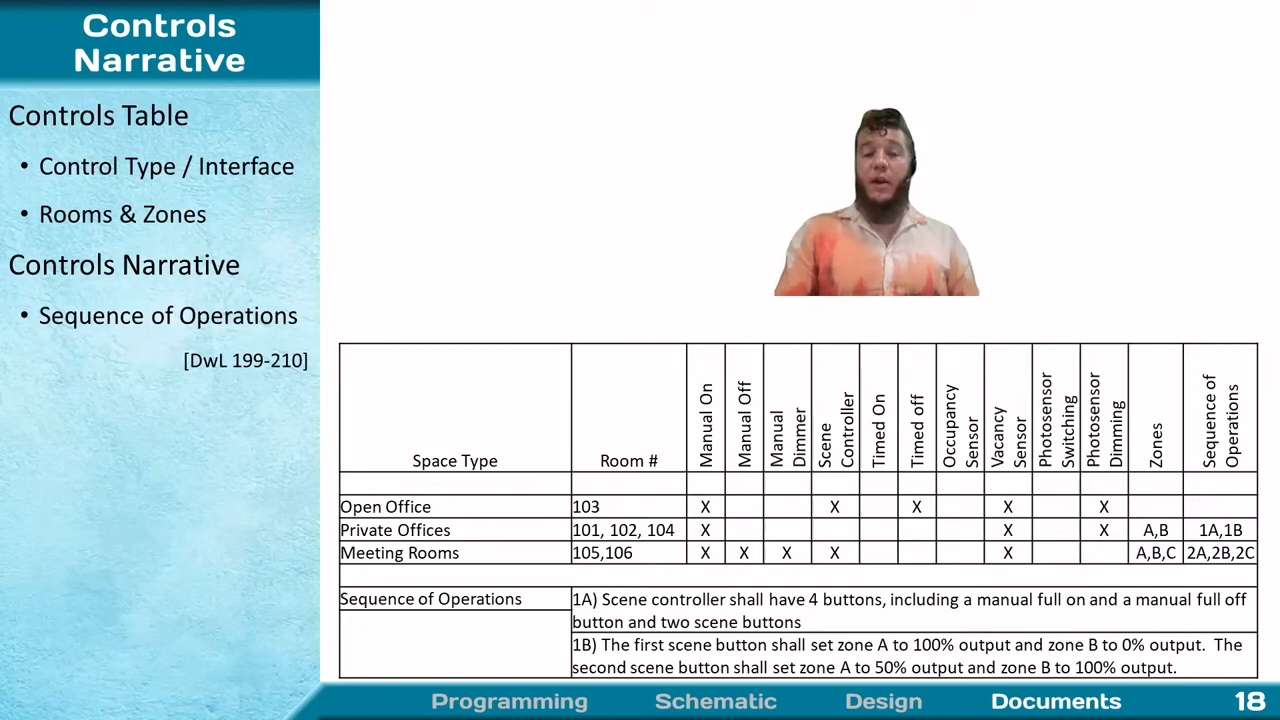 Controls
Narrative
Controls Table
• Control Type / Interface
• Rooms & Zones
Controls Narrative
• Sequence of Operations
[DwL 199-210]
Space Type Room # Manual On Manual Off Manual Dimmer Scene Controller Timed On Timed off Occupancy Sensor Vacancy Sensor Photosensor Switching Photosensor Dimming Zones Sequence of Operations
Open Office 103 X X X X X
Private Offices 101, 102, 104 X X X A,B 1A,1B
Meeting Rooms 105,106 X X X X X A,B,C 2A,2B,2C
Sequence of Operations 1A) Scene controller shall have 4 buttons, including a manual full on and a manual full off
button and two scene buttons
1B) The first scene button shall set zone A to 100% output and zone B to 0% output. The
second scene button shall set zone A to 50% output and zone B to 100% output.
Programming Schematic Design Documents 18